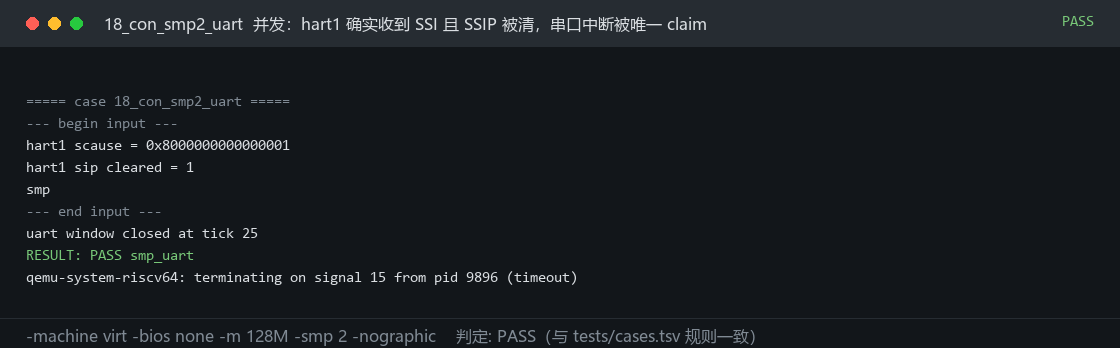 18_con_smp2_uart 并发：hart1 确实收到 SSI 且 SSIP 被清，串口中断被唯一 claim
PASS
===== case 18_con_smp2_uart =====
--- begin input ---
hart1 scause = 0x8000000000000001
hart1 sip cleared = 1
smp
--- end input ---
uart window closed at tick 25
RESULT: PASS smp_uart
qemu-system-riscv64: terminating on signal 15 from pid 9896 (timeout)
-machine virt -bios none -m 128M -smp 2 -nographic 判定: PASS（与 tests/cases.tsv 规则一致）